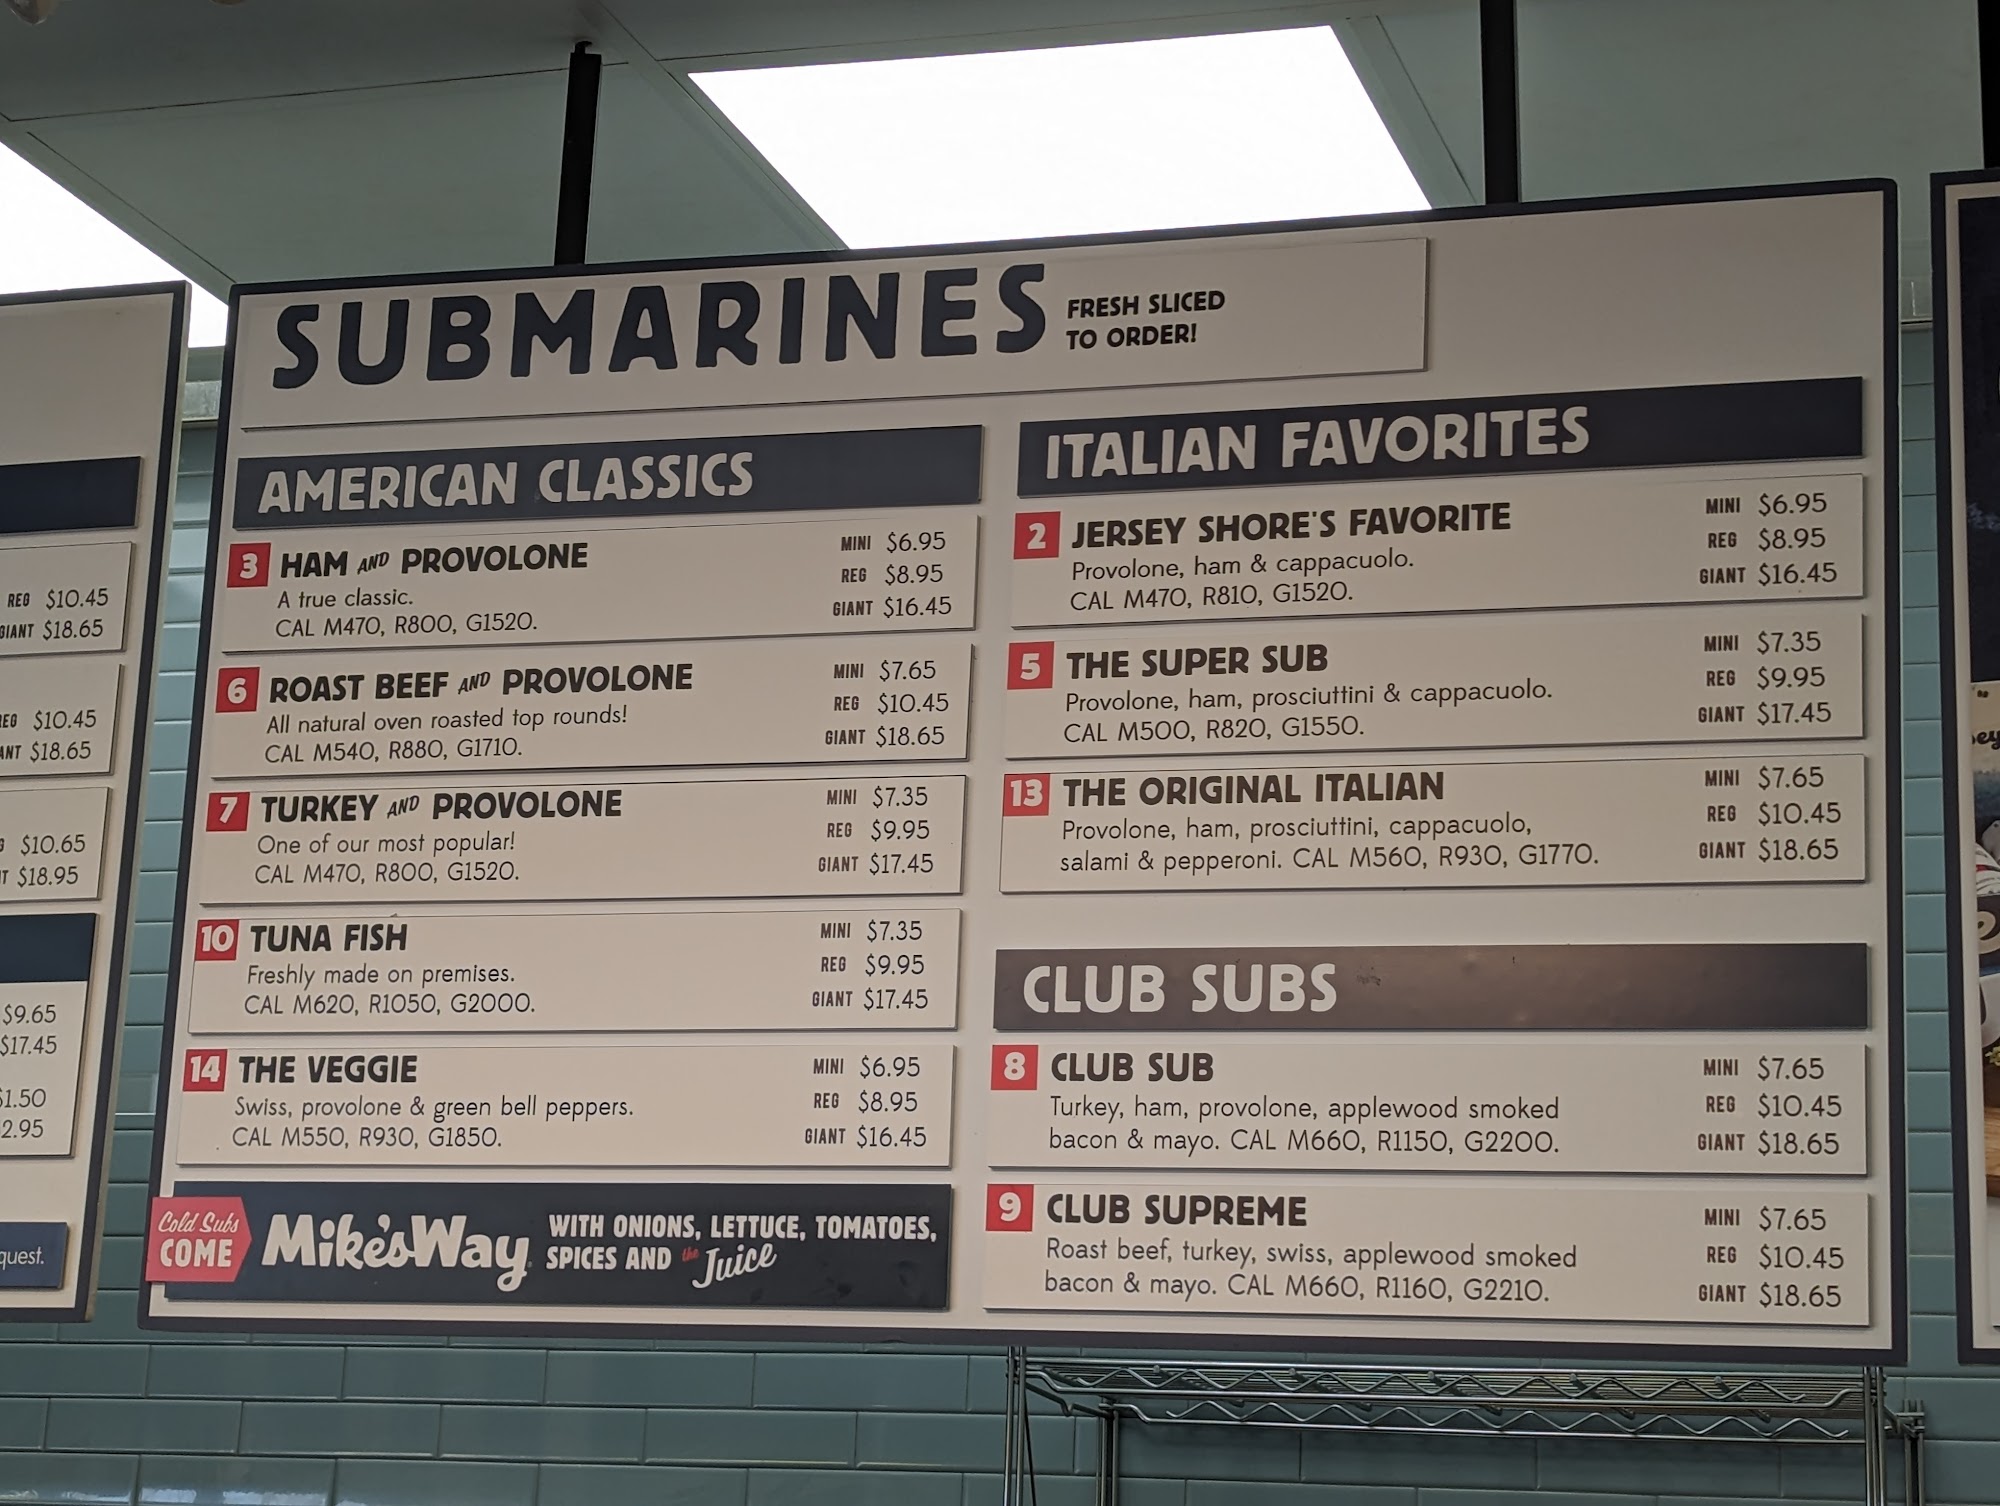 REG $10.45
GIANT $18.65
REG $10.45
$18.65
$10.65
$18.95
$9.65
$17.45
SUBMARINES
FRESH SLICED
TO ORDER!
AMERICAN CLASSICS
3 HAM AND PROVOLONE
A true classic.
CAL M470, R800, G1520.
MINI $6.95
REG $8.95
GIANT $16.45
6 ROAST BEEF AND PROVOLONE
All natural oven roasted top rounds!
CAL M540, R880, G1710.
MINI $7.65
REG $10.45
GIANT $18.65
7 TURKEY AND PROVOLONE
One of our most popular!
CAL M470, R800, G1520.
MINI $7.35
REG $9.95
GIANT $17.45
10 TUNA FISH
Freshly made on premises.
CAL M620, R1050, G2000.
MINI $7.35
REG $9.95
GIANT $17.45
14 THE VEGGIE
Swiss, provolone & green bell peppers.
CAL M550, R930, G1850.
MINI $6.95
REG $8.95
GIANT $16.45
Cold Subs
COME
Mike's Way
WITH ONIONS, LETTUCE, TOMATOES,
SPICES AND the Juice
ITALIAN FAVORITES
2 JERSEY SHORE'S FAVORITE
Provolone, ham & cappacuolo.
CAL M470, R810, G1520.
MINI $6.95
REG $8.95
GIANT $16.45
5 THE SUPER SUB
Provolone, ham, prosciuttini & cappacuolo.
CAL M500, R820, G1550.
MINI $7.35
REG $9.95
GIANT $17.45
13 THE ORIGINAL ITALIAN
Provolone, ham, prosciuttini, cappacuolo,
salami & pepperoni. CAL M560, R930, G1770.
MINI $7.65
REG $10.45
GIANT $18.65
CLUB SUBS
8 CLUB SUB
Turkey, ham, provolone, applewood smoked
bacon & mayo. CAL M660, R1150, G2200.
MINI $7.65
REG $10.45
GIANT $18.65
9 CLUB SUPREME
Roast beef, turkey, swiss, applewood smoked
bacon & mayo. CAL M660, R1160, G2210.
MINI $7.65
REG $10.45
GIANT $18.65